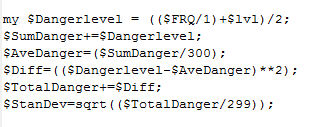 my $Dangerlevel = (($FRQ/1)+$lvl)/2;
$SumDanger+=$Dangerlevel;
$AveDanger=($SumDanger/300);
$Diff=(($Dangerlevel-$AveDanger)**2);
$TotalDanger+=$Diff;
$StanDev=sqrt(($TotalDanger/299));